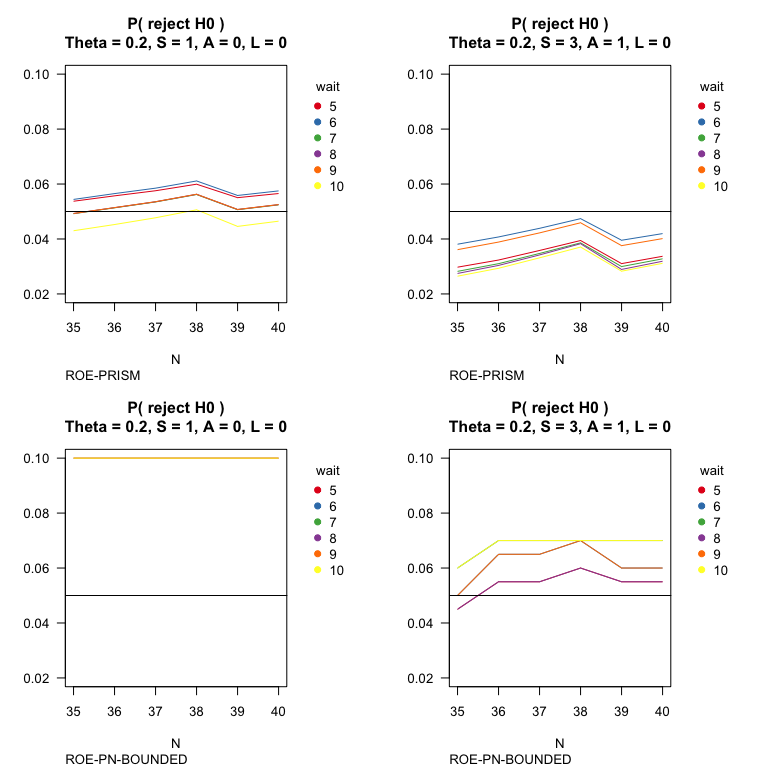 P( reject H0 )
Theta = 0.2, S = 1, A = 0, L = 0
0.10
0.08
0.06
0.04
0.02
35 36 37 38 39 40
N
ROE-PRISM
wait
5
6
7
8
9
10
P( reject H0 )
Theta = 0.2, S = 3, A = 1, L = 0
0.10
0.08
0.06
0.04
0.02
35 36 37 38 39 40
N
ROE-PRISM
wait
5
6
7
8
9
10
P( reject H0 )
Theta = 0.2, S = 1, A = 0, L = 0
0.10
0.08
0.06
0.04
0.02
35 36 37 38 39 40
N
ROE-PN-BOUNDED
wait
5
6
7
8
9
10
P( reject H0 )
Theta = 0.2, S = 3, A = 1, L = 0
0.10
0.08
0.06
0.04
0.02
35 36 37 38 39 40
N
ROE-PN-BOUNDED
wait
5
6
7
8
9
10